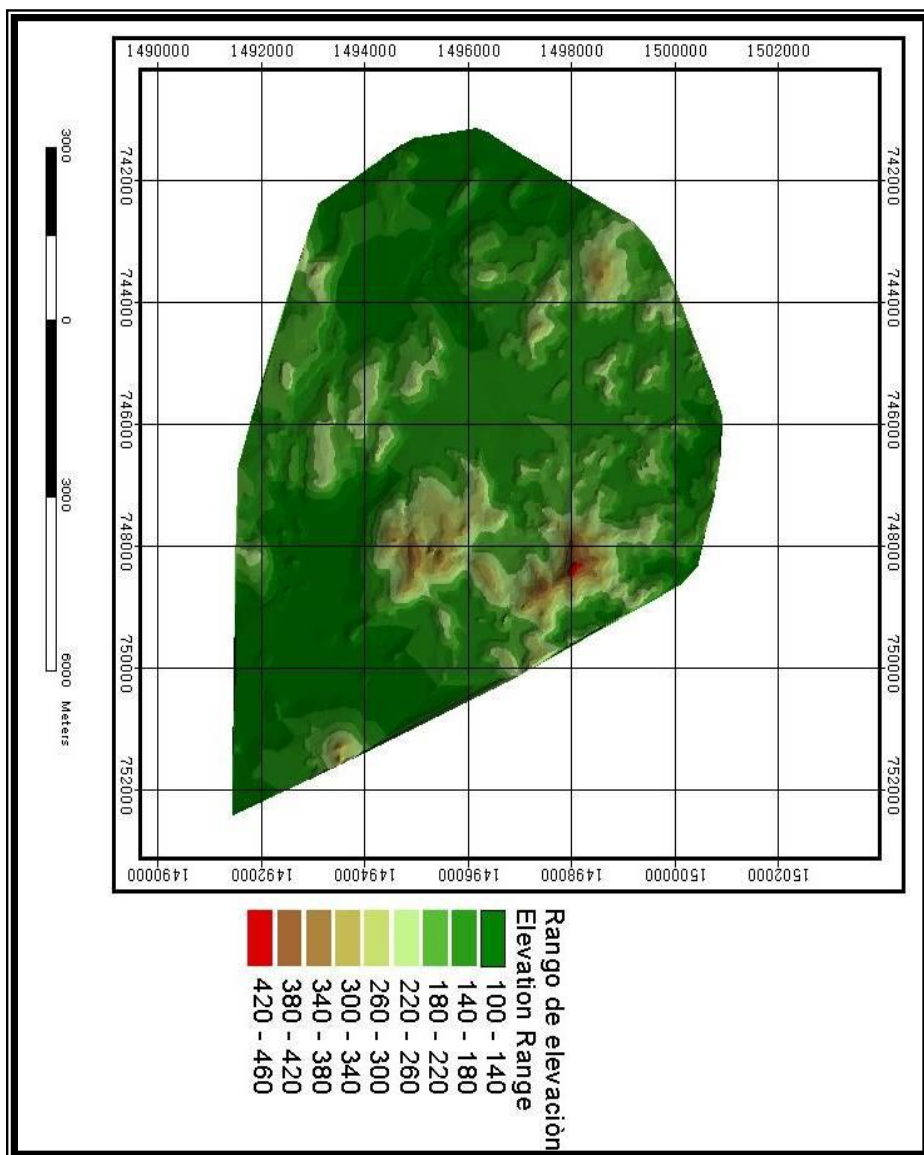 742000 744000 746000 748000 750000 752000
1502000 1502000
1500000 1500000
1498000 1498000
1496000 1496000
1494000 1494000
1492000 1492000
1490000 1490000
742000 744000 746000 748000 750000 752000
Rango de elevaciòn
Elevation Range
100 - 140
140 - 180
180 - 220
220 - 260
260 - 300
300 - 340
340 - 380
380 - 420
420 - 460
3000 0 3000 6000 Meters